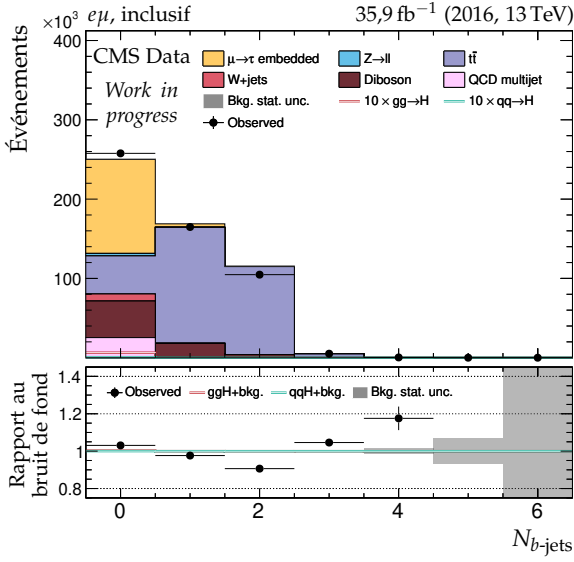 ×10³ eμ, inclusif 35,9 fb⁻¹ (2016, 13 TeV)
400
300
200
100
Événements
CMS Data
Work in
progress
μ→τ embedded
Z→ll
tt̄
W+jets
Diboson
QCD multijet
Bkg. stat. unc.
10 × gg→H
10 × qq→H
Observed
Rapport au
bruit de fond
1.4
1.2
1
0.8
Observed
ggH+bkg.
qqH+bkg.
Bkg. stat. unc.
0 2 4 6
N_b-jets